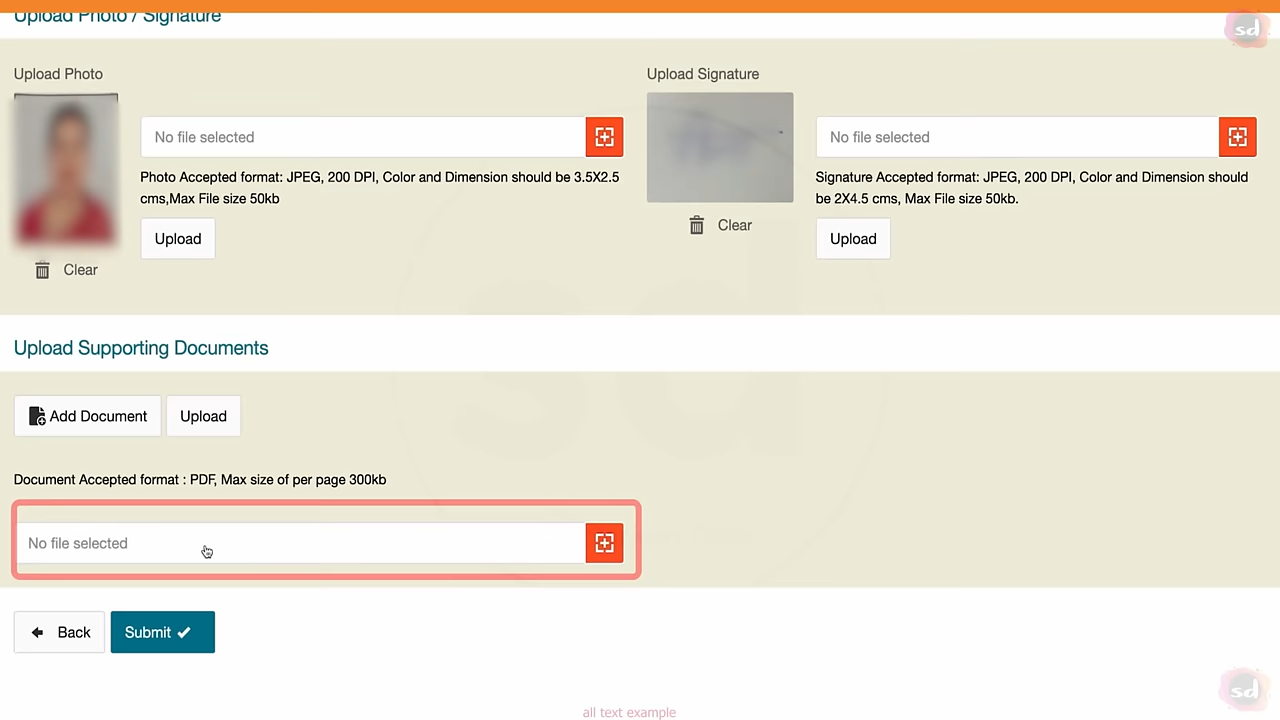 Upload Photo / Signature
sd
Upload Photo
Upload Signature
No file selected
No file selected
Photo Accepted format: JPEG, 200 DPI, Color and Dimension should be 3.5X2.5
cms,Max File size 50kb
Signature Accepted format: JPEG, 200 DPI, Color and Dimension should
be 2X4.5 cms, Max File size 50kb.
Clear
Upload
Upload
Clear
Upload Supporting Documents
Add Document
Upload
Document Accepted format : PDF, Max size of per page 300kb
No file selected
Back
Submit
sd
all text example